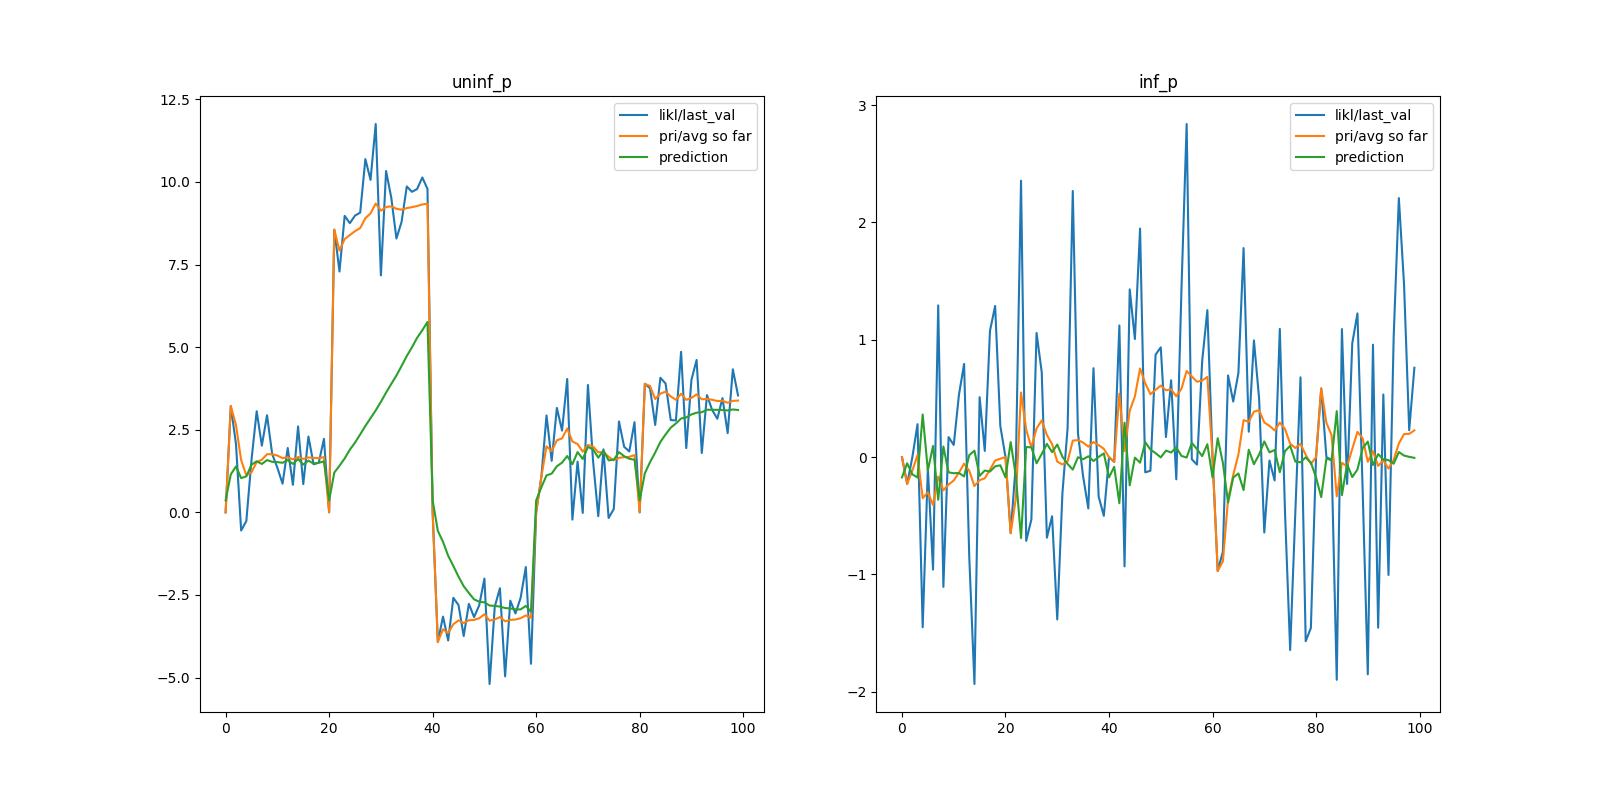 uninf_p
12.5
10.0
7.5
5.0
2.5
0.0
−2.5
−5.0
0 20 40 60 80 100
likl/last_val
pri/avg so far
prediction
inf_p
3
2
1
0
−1
−2
0 20 40 60 80 100
likl/last_val
pri/avg so far
prediction